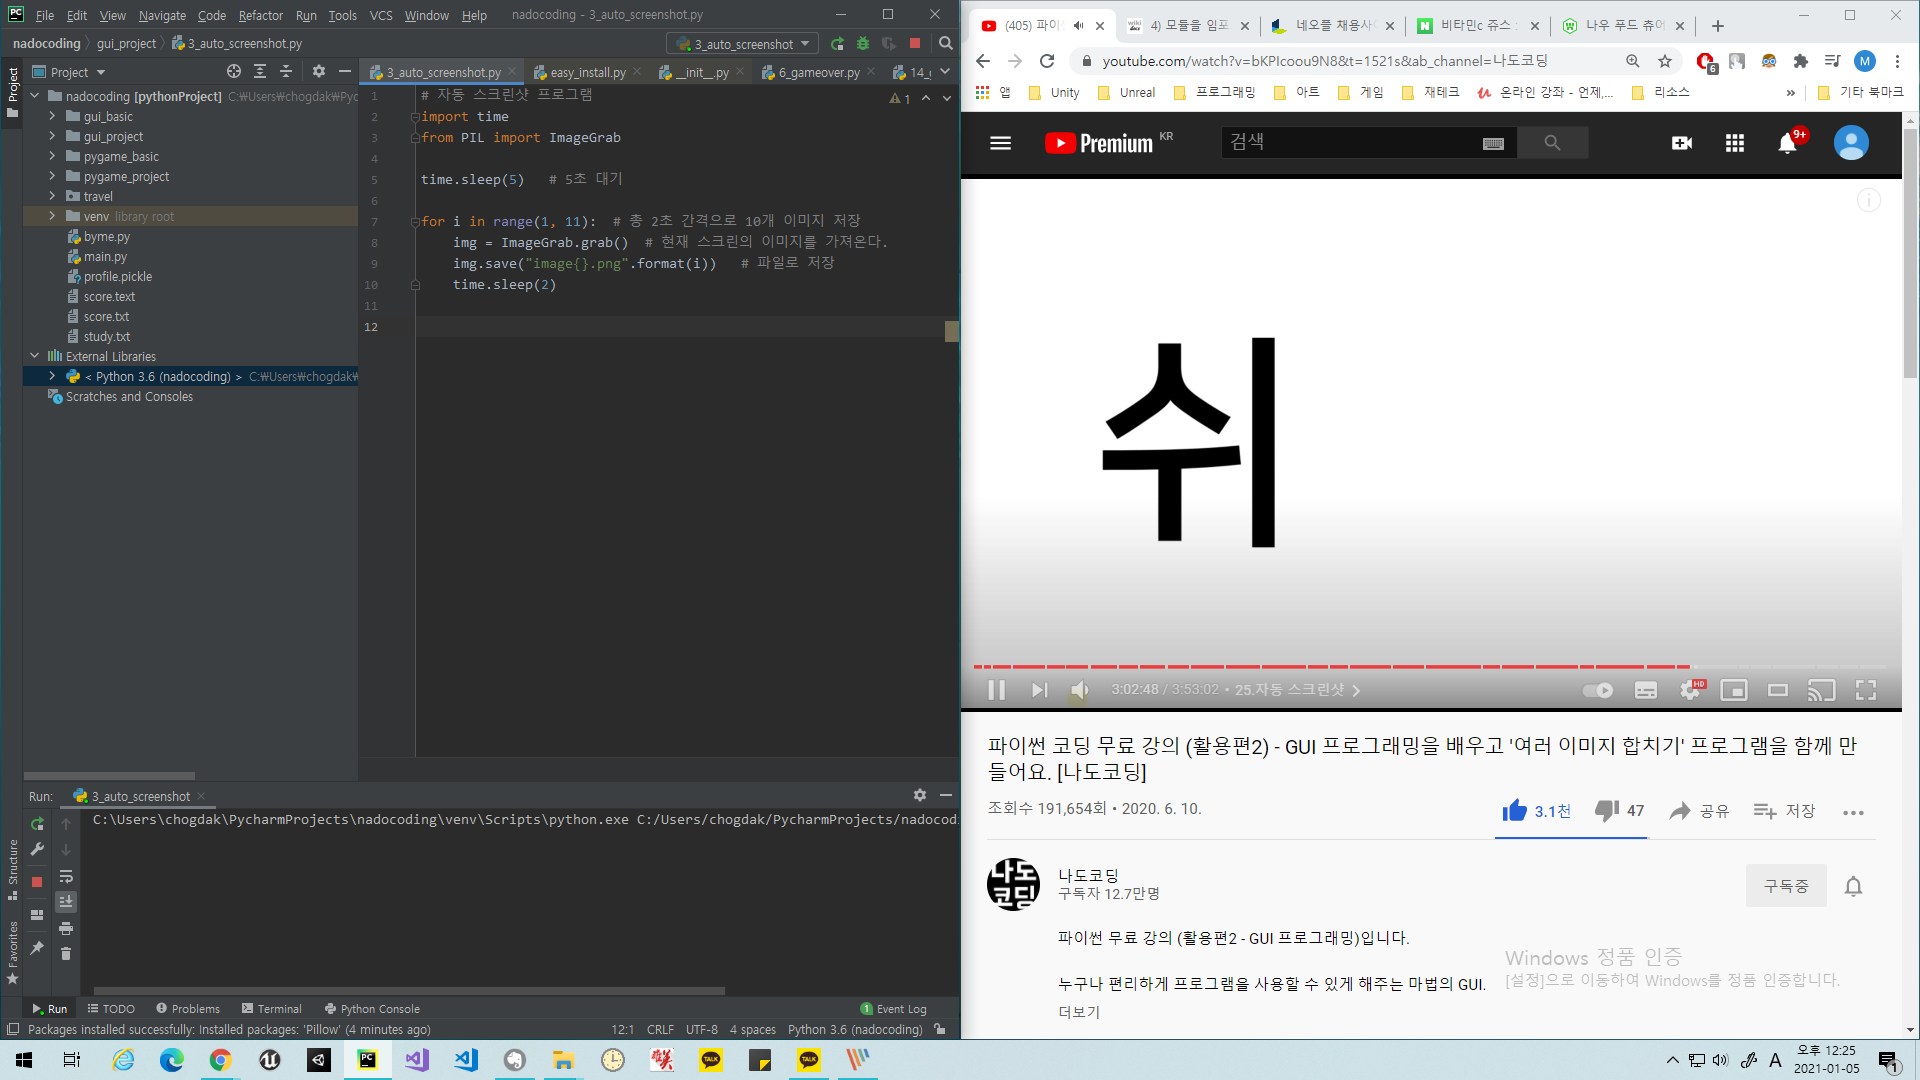 File Edit View Navigate Code Refactor Run Tools VCS Window Help nadocoding - 3_auto_screenshot.py
nadocoding gui_project 3_auto_screenshot.py
3_auto_screenshot
Project
Project
3_auto_screenshot.py easy_install.py __init__.py 6_gameover.py
nadocoding [pythonProject] C:₩Users₩chogdak₩Pyc
gui_basic
gui_project
pygame_basic
pygame_project
travel
venv library root
byme.py
main.py
profile.pickle
score.text
score.txt
study.txt
External Libraries
< Python 3.6 (nadocoding) > C:₩Users₩chogdak₩
Scratches and Consoles
1
1 # 자동 스크린샷 프로그램
2 import time
3 from PIL import ImageGrab
4
5 time.sleep(5) # 5초 대기
6
7 for i in range(1, 11): # 총 2초 간격으로 10개 이미지 저장
8 img = ImageGrab.grab() # 현재 스크린의 이미지를 가져온다.
9 img.save("image{}.png".format(i)) # 파일로 저장
10 time.sleep(2)
11
12
Run: 3_auto_screenshot
C:\Users\chogdak\PycharmProjects\nadocoding\venv\Scripts\python.exe C:/Users/chogdak/PycharmProjects/nadocodi
Structure
Favorites
Run TODO Problems Terminal Python Console 1 Event Log
Packages installed successfully: Installed packages: 'Pillow' (4 minutes ago) 12:1 CRLF UTF-8 4 spaces Python 3.6 (nadocoding)
(405) 파이 4) 모듈을 임포 네오플 채용사 비타민c 쥬스 나우 푸드 츄어
youtube.com/watch?v=bKPIcoou9N8&t=1521s&ab_channel=나도코딩
6
M
앱 Unity Unreal 프로그래밍 아트 게임 재테크 온라인 강좌 - 언제,... 리소스 » 기타 북마크
Premium KR 검색 9+
쉬
3:02:48 / 3:53:02 • 25.자동 스크린샷 HD
파이썬 코딩 무료 강의 (활용편2) - GUI 프로그래밍을 배우고 '여러 이미지 합치기' 프로그램을 함께 만
들어요. [나도코딩]
조회수 191,654회 • 2020. 6. 10. 3.1천 47 공유 저장
나도
코딩
나도코딩
구독자 12.7만명
구독중
파이썬 무료 강의 (활용편2 - GUI 프로그래밍)입니다.
누구나 편리하게 프로그램을 사용할 수 있게 해주는 마법의 GUI.
더보기
Windows 정품 인증
[설정]으로 이동하여 Windows를 정품 인증합니다.
PC TALK TALK
A 오후 12:25
2021-01-05
1